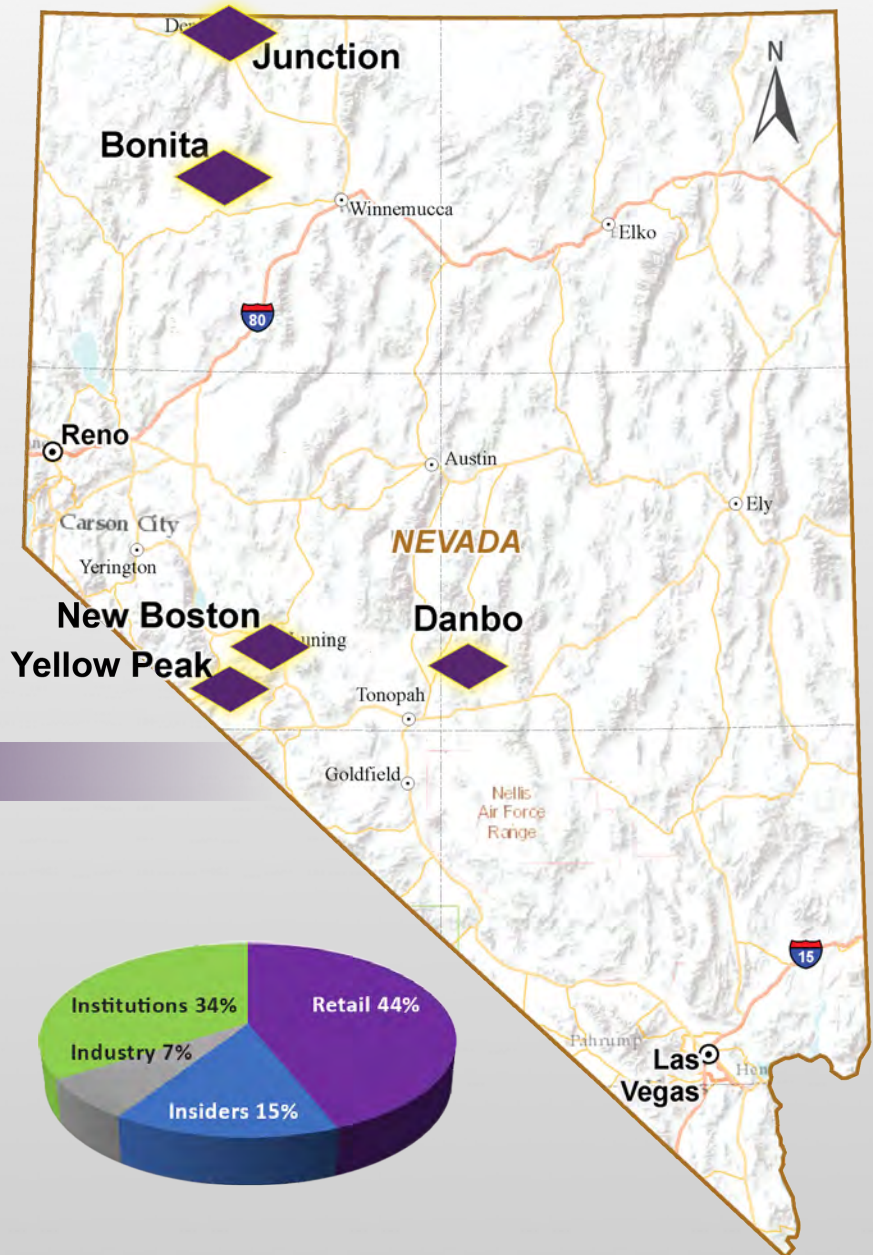 N
Junction
Bonita
Winnemucca
Elko
80
Reno
Austin
Ely
Carson City
NEVADA
Yerington
New Boston
Danbo
Yellow Peak
Tonopah
Goldfield
Nellis
Air Force
Range
15
Institutions 34%
Retail 44%
Industry 7%
Insiders 15%
Pahrump
Las
Vegas